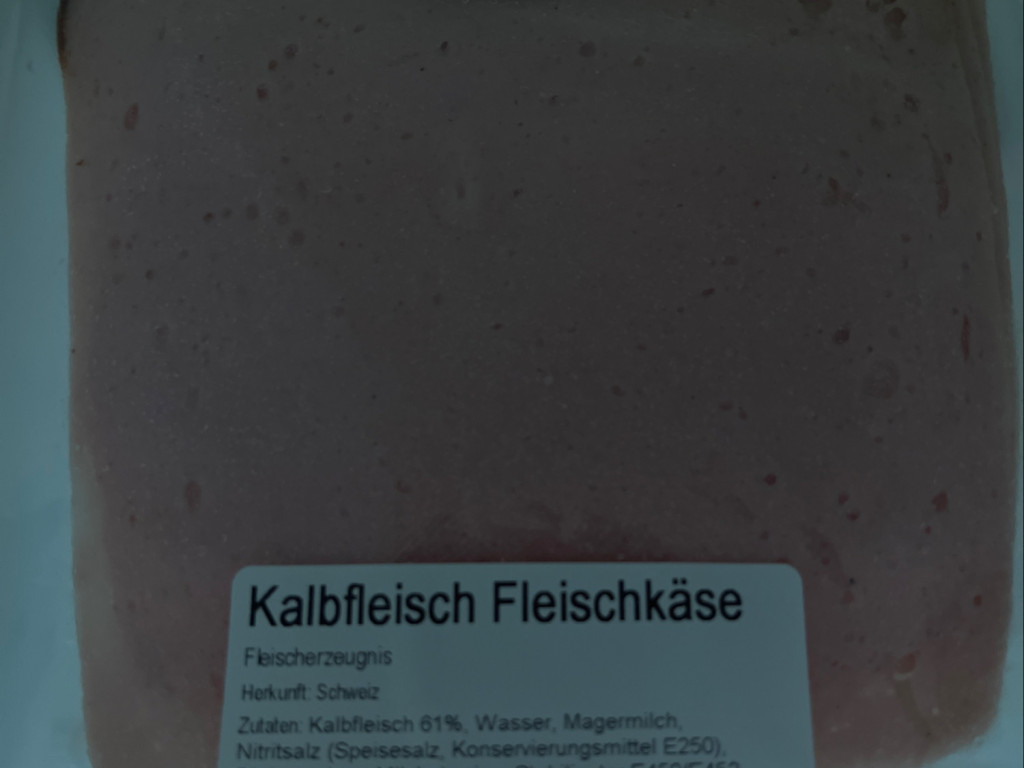 Kalbfleisch Fleischkäse
Fleischerzeugnis
Herkunft: Schweiz
Zutaten: Kalbfleisch 61%, Wasser, Magermilch,
Nitritsalz (Speisesalz, Konservierungsmittel E250),